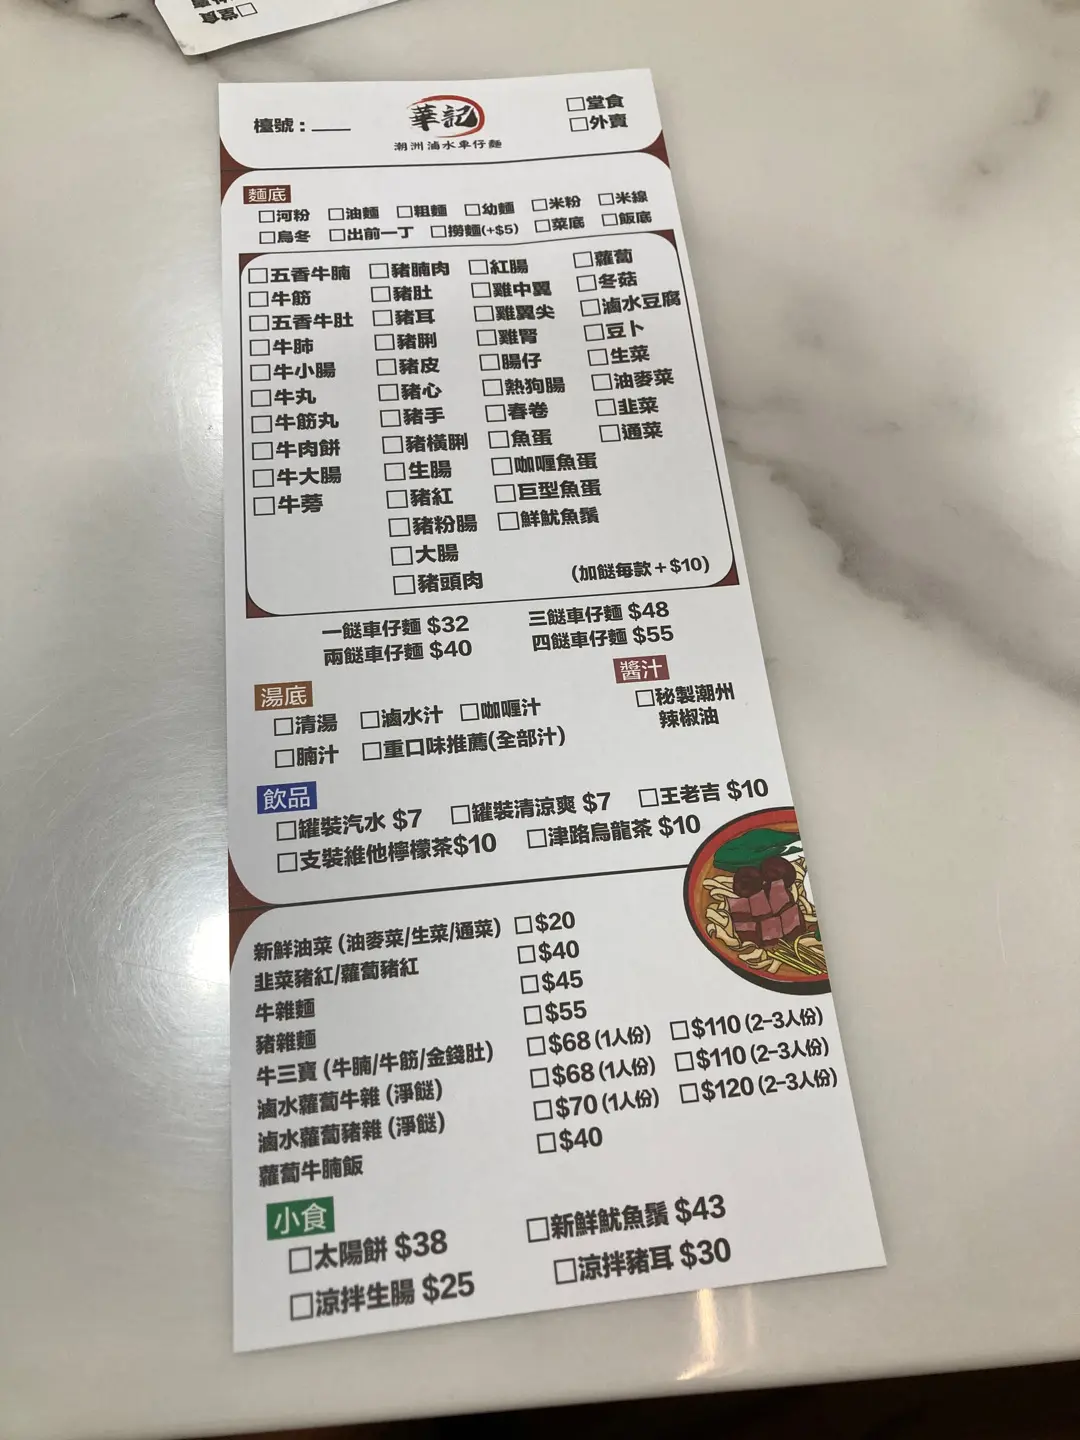 堂食
檯號：
華記
潮洲滷水車仔麵
□堂食
□外賣
麵底
□河粉 □油麵 □粗麵 □幼麵 □米粉 □米線
□烏冬 □出前一丁 □撈麵(+$5) □菜底 □飯底
□五香牛腩 □豬腩肉 □紅腸 □蘿蔔
□牛筋 □豬肚 □雞中翼 □冬菇
□五香牛肚 □豬耳 □雞翼尖 □滷水豆腐
□牛肺 □豬脷 □雞腎 □豆卜
□牛小腸 □豬皮 □腸仔 □生菜
□牛丸 □豬心 □熱狗腸 □油麥菜
□牛筋丸 □豬手 □春卷 □韭菜
□牛肉餅 □豬橫脷 □魚蛋 □通菜
□牛大腸 □生腸 □咖喱魚蛋
□牛蒡 □豬紅 □巨型魚蛋
□豬粉腸 □鮮魷魚鬚
□大腸
□豬頭肉 (加餸每款+$10)
一餸車仔麵 $32 三餸車仔麵 $48
兩餸車仔麵 $40 四餸車仔麵 $55
湯底
□清湯 □滷水汁 □咖喱汁
□腩汁 □重口味推薦(全部汁)
醬汁
□秘製潮州
辣椒油
飲品
□罐裝汽水 $7 □罐裝清涼爽 $7 □王老吉 $10
□支裝維他檸檬茶$10 □津路烏龍茶 $10
新鮮油菜 (油麥菜/生菜/通菜) □$20
韭菜豬紅/蘿蔔豬紅 □$40
牛雜麵 □$45
豬雜麵 □$55
牛三寶 (牛腩/牛筋/金錢肚) □$68 (1人份) □$110 (2-3人份)
滷水蘿蔔牛雜 (淨餸) □$68 (1人份) □$110 (2-3人份)
滷水蘿蔔豬雜 (淨餸) □$70 (1人份) □$120 (2-3人份)
蘿蔔牛腩飯 □$40
小食
□太陽餅 $38 □新鮮魷魚鬚 $43
□涼拌生腸 $25 □涼拌豬耳 $30